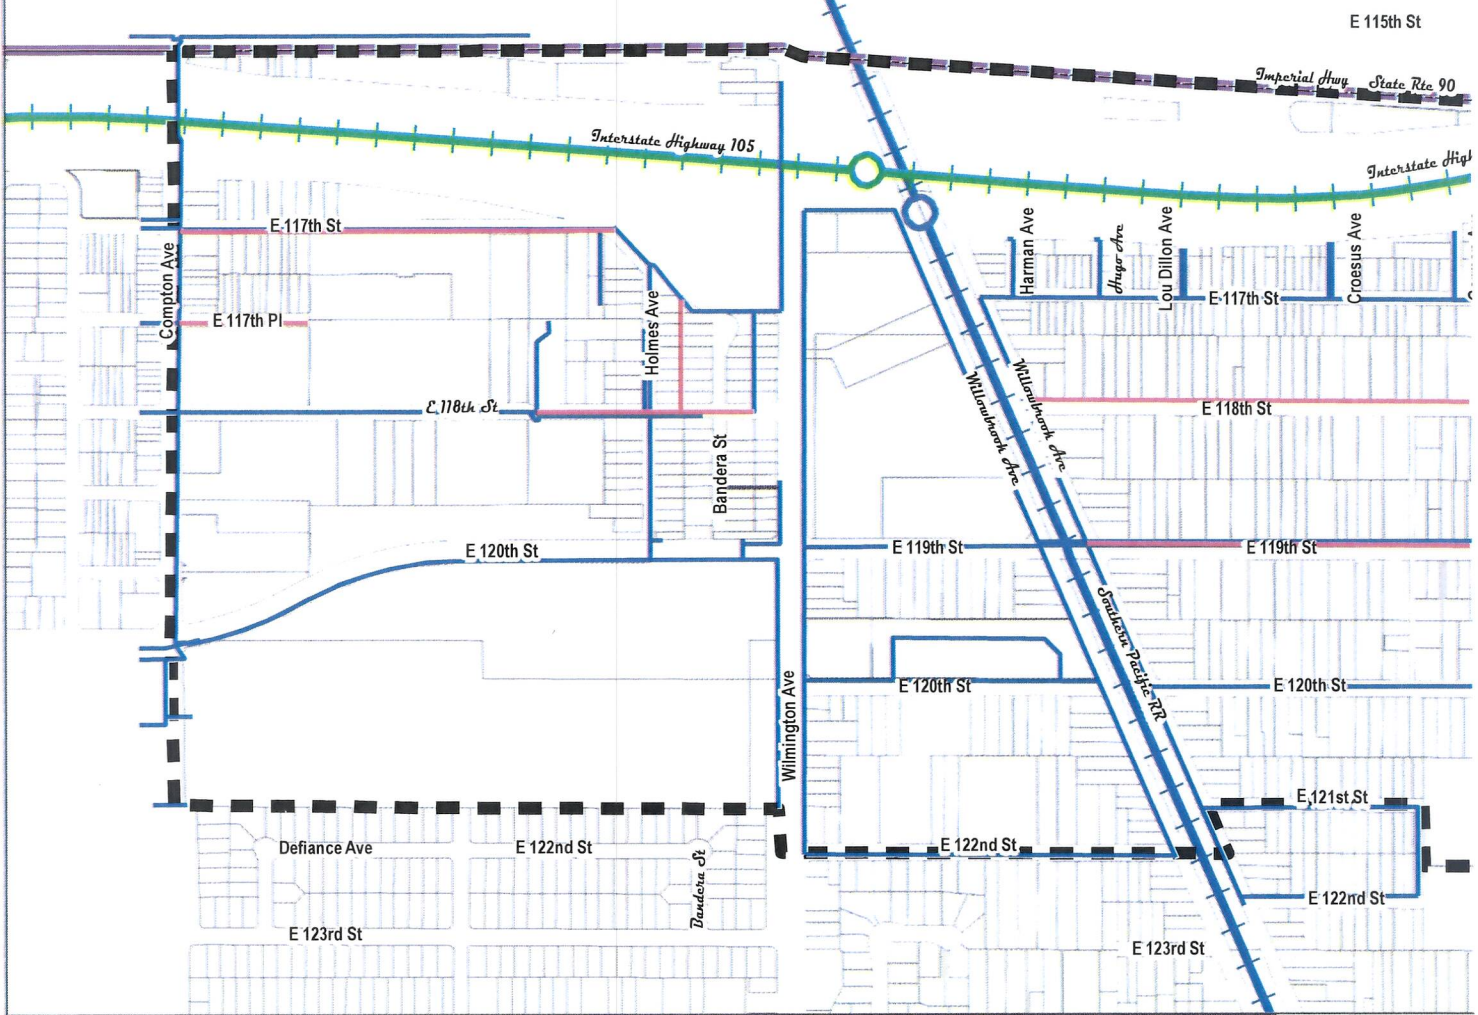 E 115th St
Imperial Hwy
State Rte 90
Interstate Highway 105
Interstate High
E 117th St
Compton Ave
Harman Ave
Hugo Ave
Lou Dillon Ave
Croesus Ave
E 117th St
E 117th Pl
Holmes Ave
E 118th St
Willowbrook Ave
Willowbrook Ave
E 118th St
Bandera St
E 120th St
E 119th St
E 119th St
Southern Pacific RR
E 120th St
E 120th St
Wilmington Ave
E 121st St
Defiance Ave
E 122nd St
Bandera St
E 122nd St
E 122nd St
E 123rd St
E 123rd St